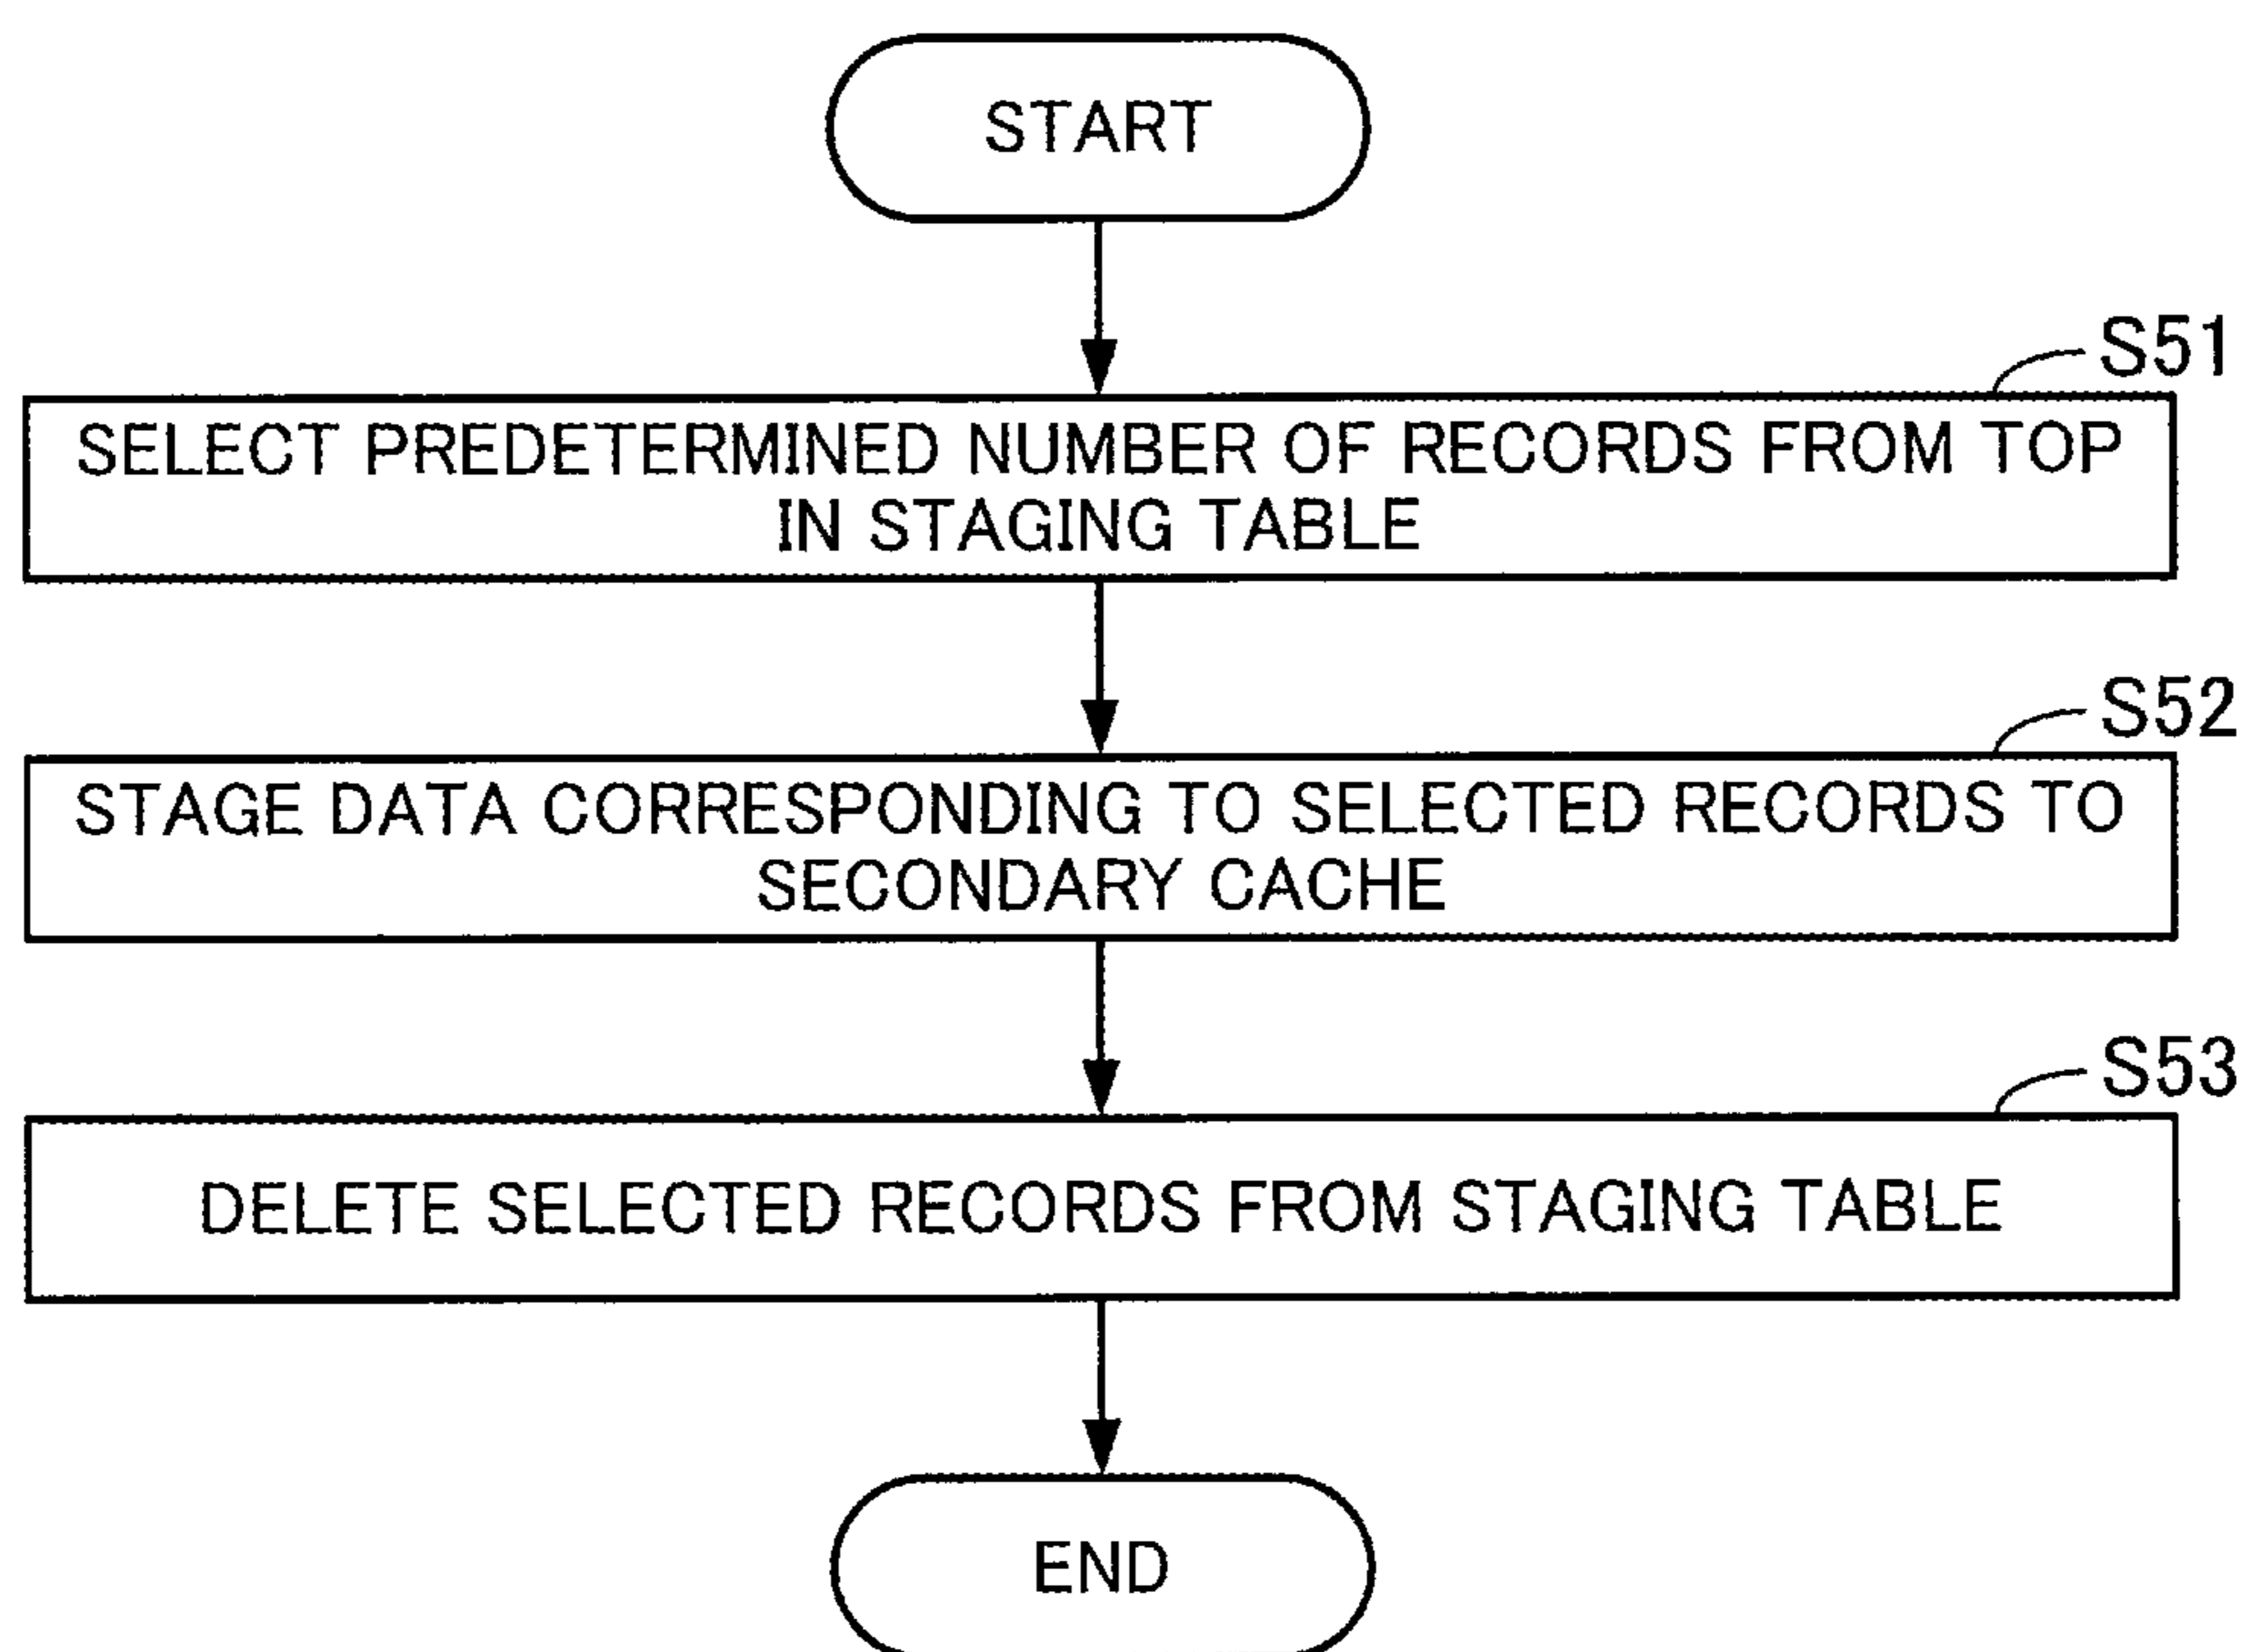 START
S51
SELECT PREDETERMINED NUMBER OF RECORDS FROM TOP
IN STAGING TABLE
S52
STAGE DATA CORRESPONDING TO SELECTED RECORDS TO
SECONDARY CACHE
S53
DELETE SELECTED RECORDS FROM STAGING TABLE
END